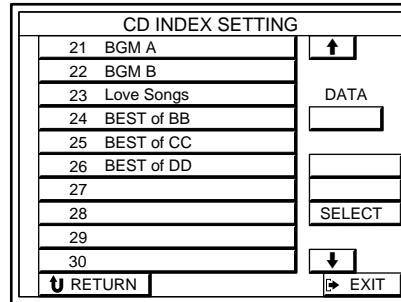 CD INDEX SETTING
21 BGM A
22 BGM B
23 Love Songs
24 BEST of BB
25 BEST of CC
26 BEST of DD
27
28
29
30
DATA
SELECT
RETURN
EXIT